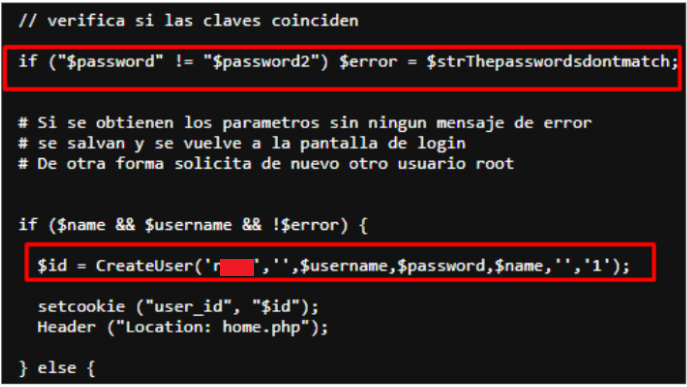 // verifica si las claves coinciden
if ("$password" != "$password2") $error = $strThepasswordsdontmatch;
# Si se obtienen los parametros sin ningun mensaje de error
# se salvan y se vuelve a la pantalla de login
# De otra forma solicita de nuevo otro usuario root
if ($name && $username && !$error) {
$id = CreateUser('r','',$username,$password,$name,'','1');
setcookie ("user_id", "$id");
Header ("Location: home.php");
} else {